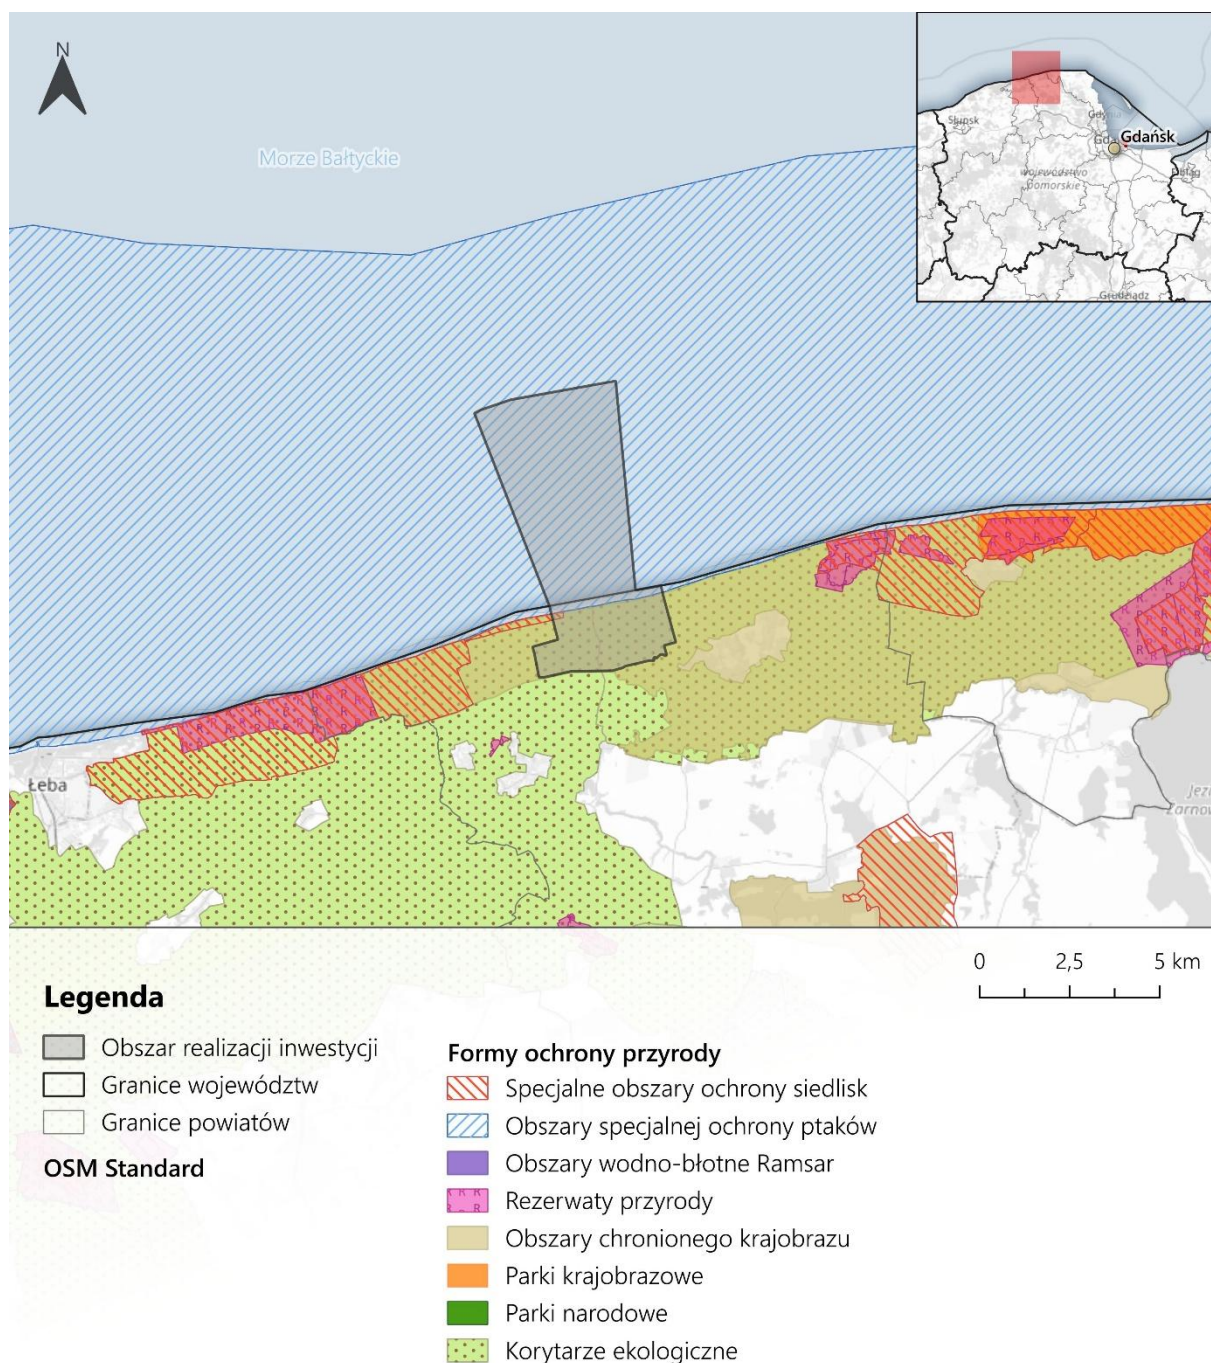 N
Morze Bałtyckie
Słupsk
Gdynia
Gdańsk
województwo
pomorskie
Elbląg
Grudziądz
Łeba
0 2,5 5 km
Legenda
Obszar realizacji inwestycji
Granice województw
Granice powiatów
OSM Standard
Formy ochrony przyrody
Specjalne obszary ochrony siedlisk
Obszary specjalnej ochrony ptaków
Obszary wodno-błotne Ramsar
Rezerwaty przyrody
Obszary chronionego krajobrazu
Parki krajobrazowe
Parki narodowe
Korytarze ekologiczne